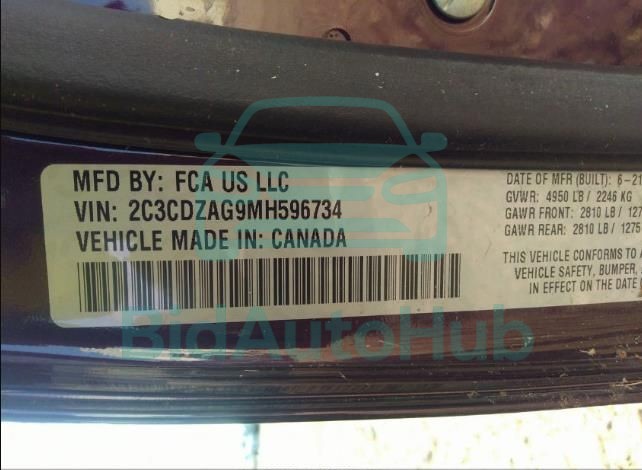 MFD BY: FCA US LLC
VIN: 2C3CDZAG9MH596734
VEHICLE MADE IN: CANADA
DATE OF MFR (BUILT): 6-21
GVWR: 4950 LB / 2246 KG
GAWR FRONT: 2810 LB / 127
GAWR REAR: 2810 LB / 1275
THIS VEHICLE CONFORMS TO A
VEHICLE SAFETY, BUMPER,
IN EFFECT ON THE DATE
BidAutoHub